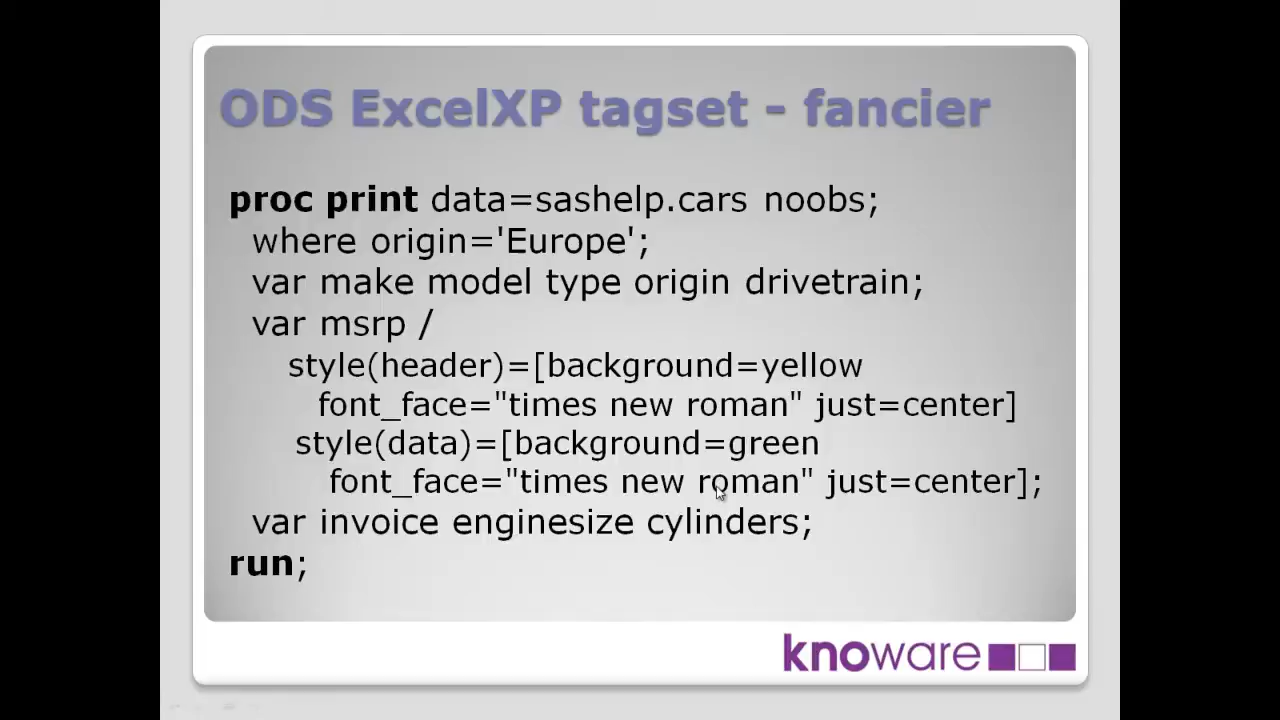 ODS ExcelXP tagset - fancier
proc print data=sashelp.cars noobs;
where origin='Europe';
var make model type origin drivetrain;
var msrp /
style(header)=[background=yellow
font_face="times new roman" just=center]
style(data)=[background=green
font_face="times new roman" just=center];
var invoice enginesize cylinders;
run;
knoware